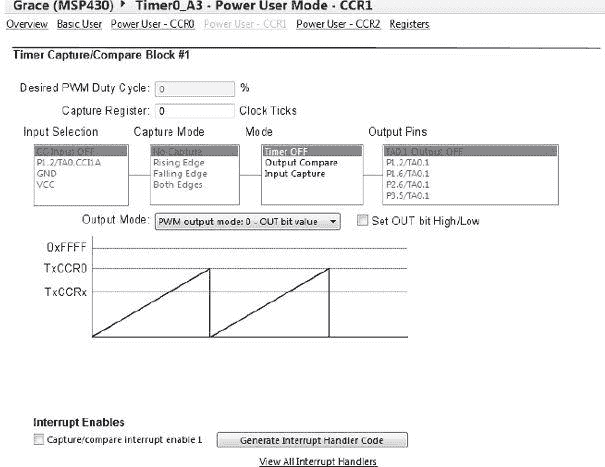 Grace (MSP430) ▸ Timer0_A3 - Power User Mode - CCR1
Overview Basic User Power User - CCR0 Power User - CCR1 Power User - CCR2 Registers
Timer Capture/Compare Block #1
Desired PWM Duty Cycle: 0 %
Capture Register: 0 Clock Ticks
Input Selection Capture Mode Mode Output Pins
CC Input OFF No Capture Timer OFF TA0.1 Output OFF
P1.2/TA0.CCI1A Rising Edge Output Compare P1.2/TA0.1
GND Falling Edge Input Capture P1.6/TA0.1
VCC Both Edges P2.6/TA0.1
P3.5/TA0.1
Output Mode: PWM output mode: 0 - OUT bit value Set OUT bit High/Low
0xFFFF
TxCCR0
TxCCRx
Interrupt Enables
Capture/compare interrupt enable 1 Generate Interrupt Handler Code
View All Interrupt Handlers